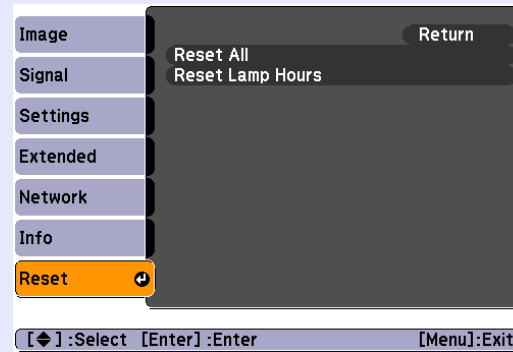 Image
Signal
Settings
Extended
Network
Info
Reset
Return
Reset All
Reset Lamp Hours
[◆] :Select [Enter] :Enter [Menu]:Exit